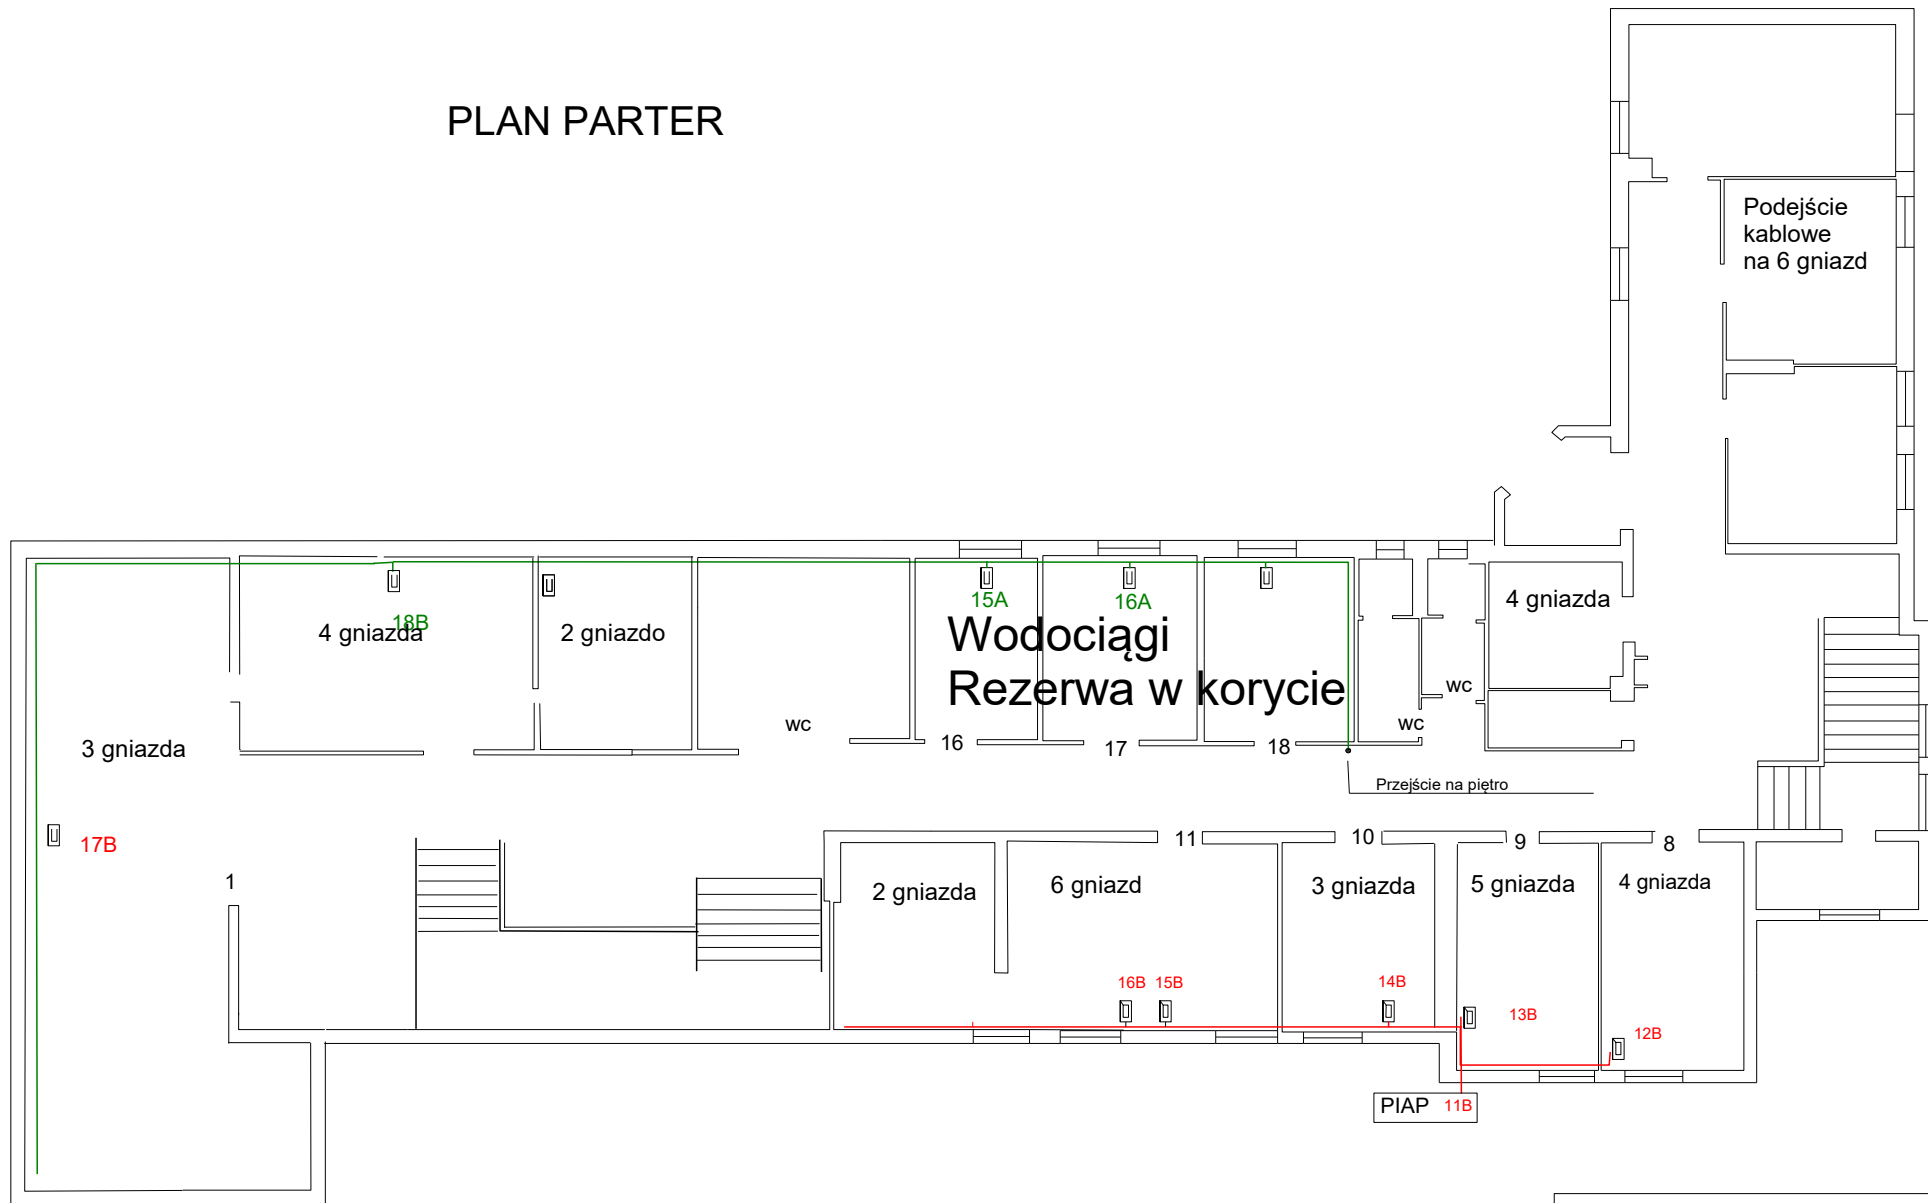 PLAN PARTER
Podejście
kablowe
na 6 gniazd
15A
16A
4 gniazda
18B
4 gniazda
2 gniazdo
Wodociągi
Rezerwa w korycie
wc
wc
wc
3 gniazda
16
17
18
Przejście na piętro
17B
11
10
9
8
1
2 gniazda
6 gniazd
3 gniazda
5 gniazda
4 gniazda
16B
15B
14B
13B
12B
PIAP 11B